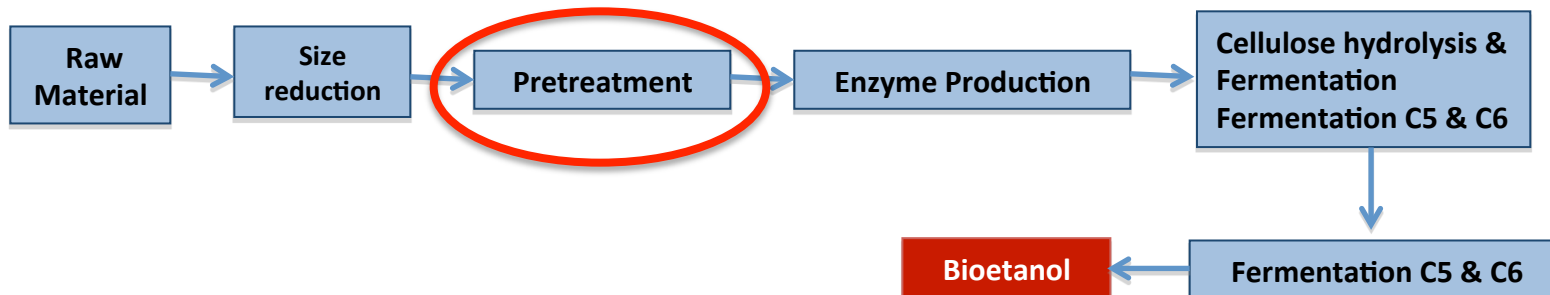 Raw
Material
Size
reduction
Pretreatment
Enzyme Production
Cellulose hydrolysis &
Fermentation
Fermentation C5 & C6
Fermentation C5 & C6
Bioetanol